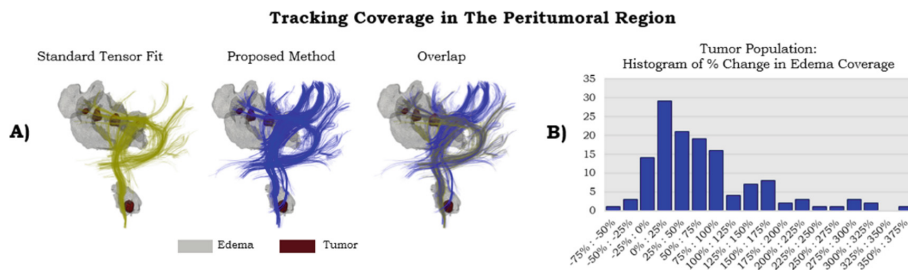 Tracking Coverage in The Peritumoral Region
Standard Tensor Fit
Proposed Method
Overlap
A)
Edema
Tumor
B)
Tumor Population:
Histogram of % Change in Edema Coverage
35
30
25
20
15
10
5
0
-75% : -50%
-50% : -25%
-25% : 0%
0% : 25%
25% : 50%
50% : 75%
75% : 100%
100% : 125%
125% : 150%
150% : 175%
175% : 200%
200% : 225%
225% : 250%
250% : 275%
275% : 300%
300% : 325%
325% : 350%
350% : 375%